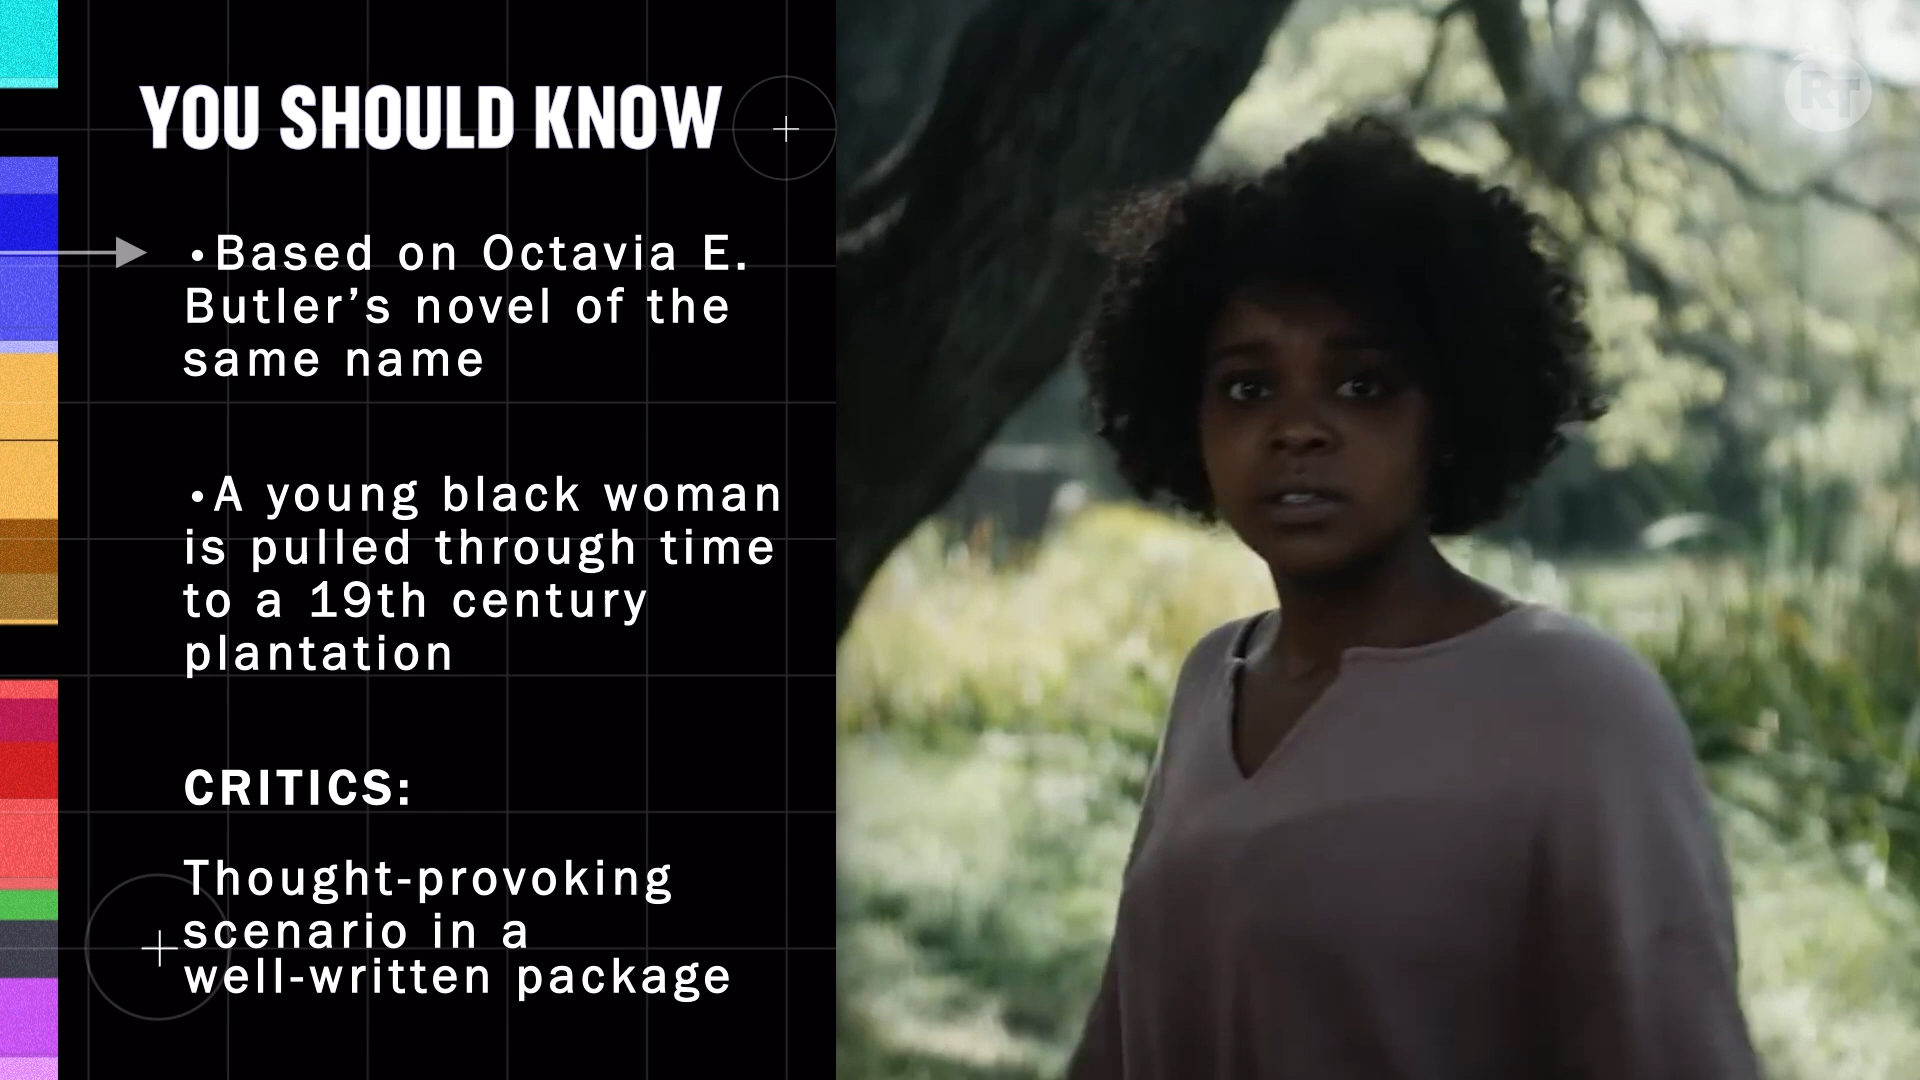 YOU SHOULD KNOW
•Based on Octavia E.
Butler’s novel of the
same name
•A young black woman
is pulled through time
to a 19th century
plantation
CRITICS:
Thought-provoking
scenario in a
well-written package
RT